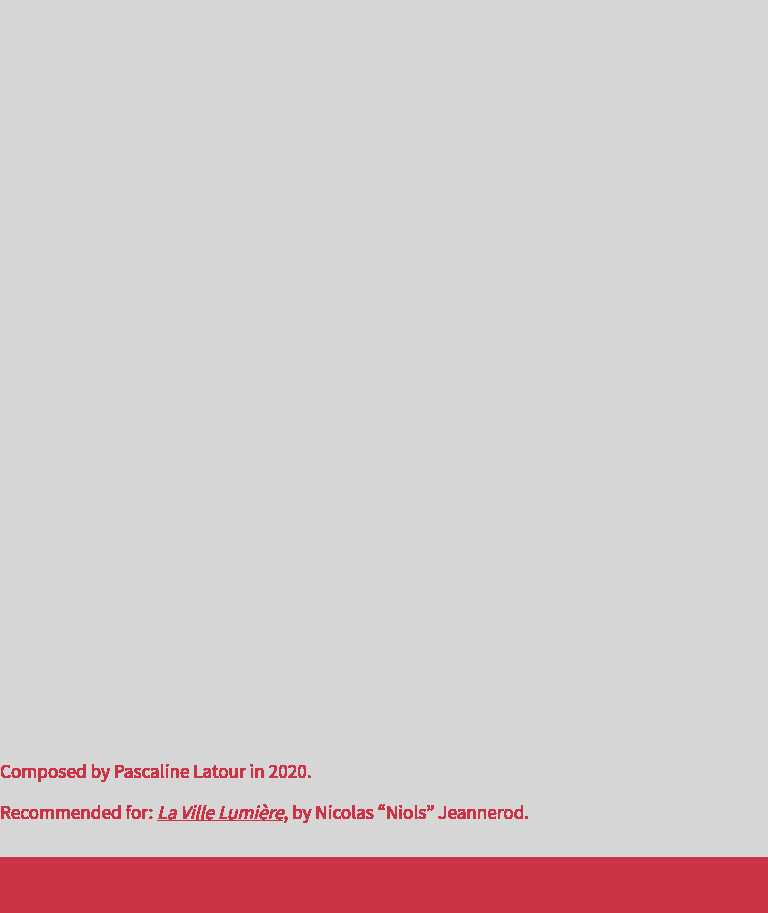 Composed by Pascaline Latour in 2020.
Recommended for: La Ville Lumière, by Nicolas “Niols” Jeannerod.